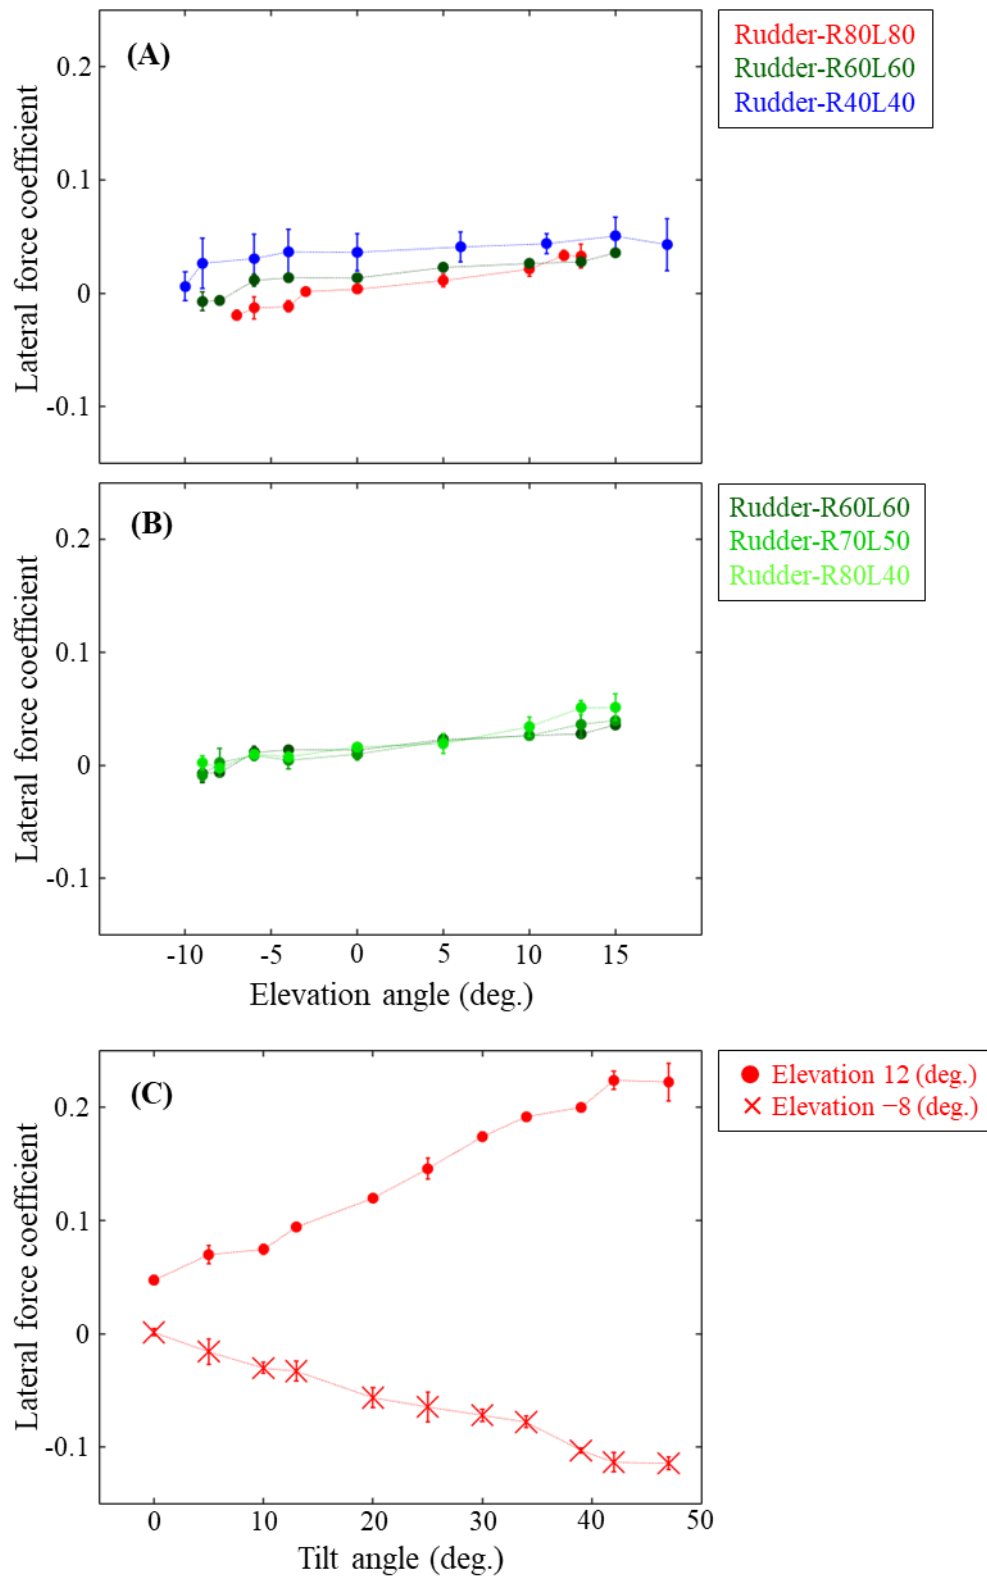 (A)
Rudder-R80L80
Rudder-R60L60
Rudder-R40L40
0.2
0.1
0
-0.1
Lateral force coefficient
(B)
Rudder-R60L60
Rudder-R70L50
Rudder-R80L40
0.2
0.1
0
-0.1
Lateral force coefficient
-10 -5 0 5 10 15
Elevation angle (deg.)
(C)
Elevation 12 (deg.)
Elevation −8 (deg.)
0.2
0.1
0
-0.1
Lateral force coefficient
0 10 20 30 40 50
Tilt angle (deg.)